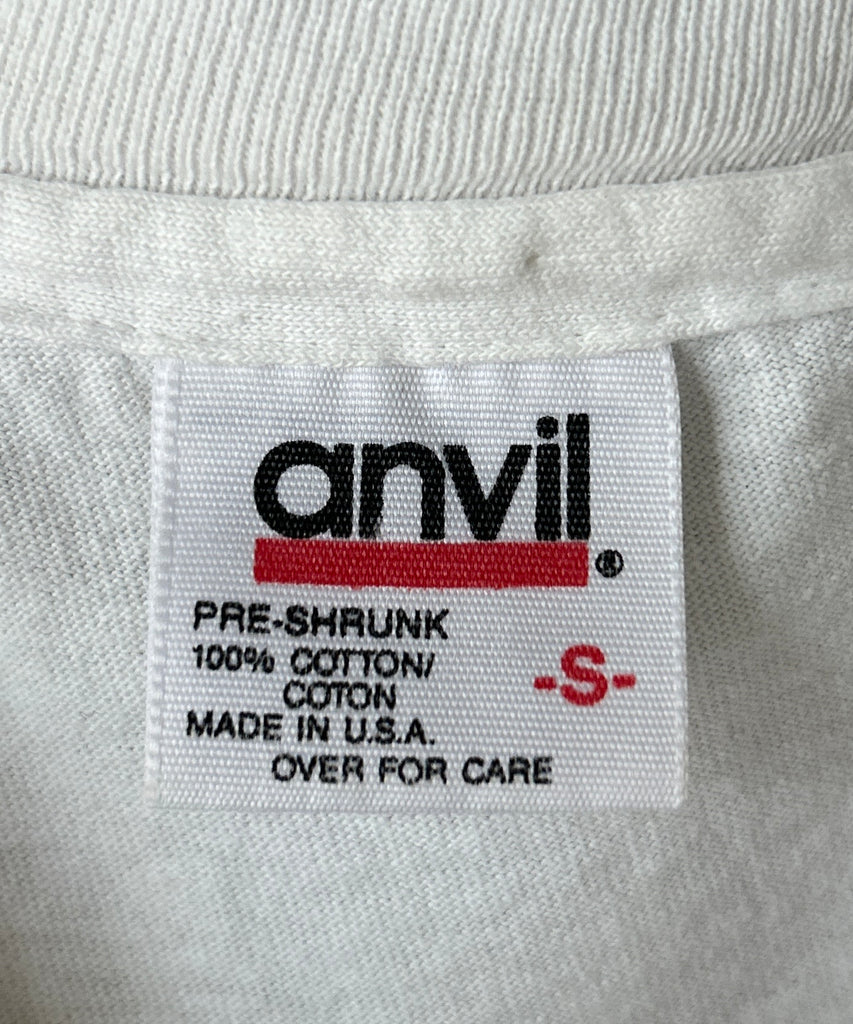 anvil®
PRE-SHRUNK
100% COTTON/
COTON
-S-
MADE IN U.S.A.
OVER FOR CARE